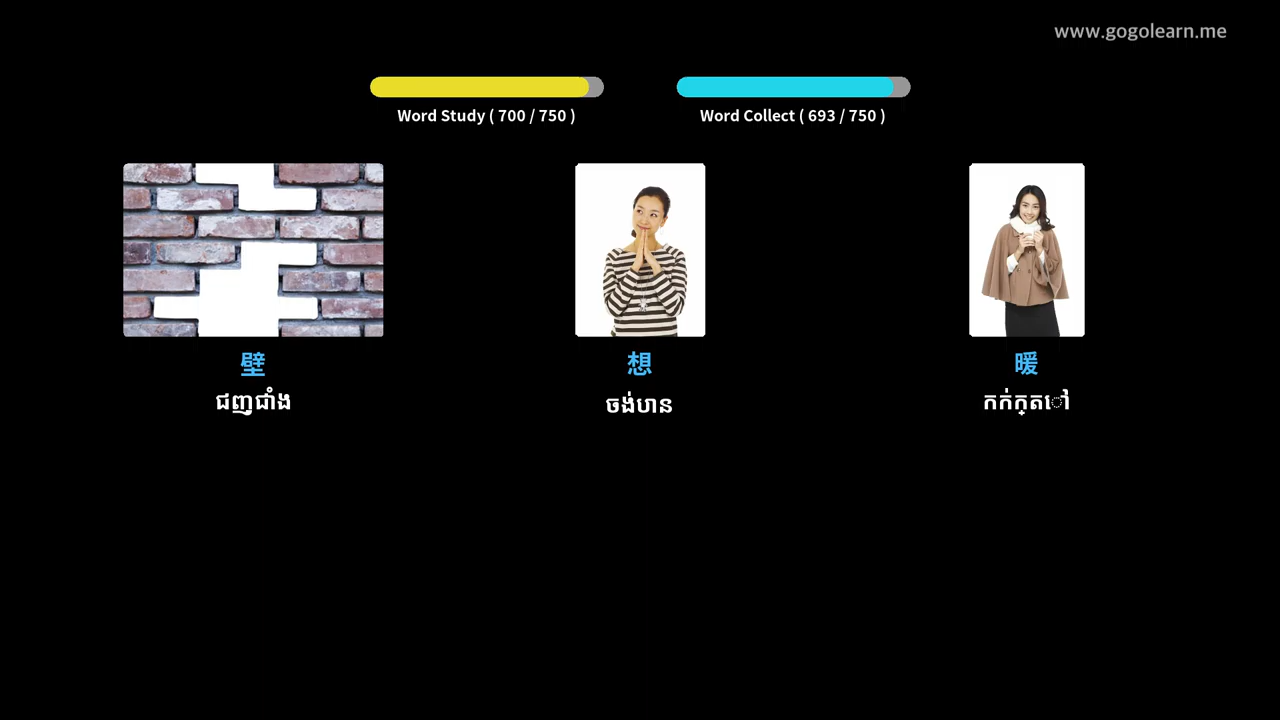 www.gogolearn.me
Word Study ( 700 / 750 )
Word Collect ( 693 / 750 )
壁
想
暖
ជញ្ជាំង
ចង់បាន
កក់ក្តៅ